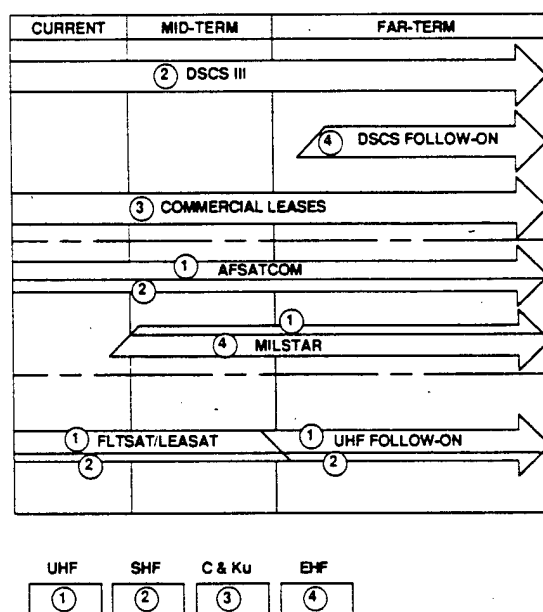 CURRENT MID-TERM FAR-TERM
2 DSCS III
4 DSCS FOLLOW-ON
3 COMMERCIAL LEASES
1 AFSATCOM
2
1
4 MILSTAR
1 FLTSAT/LEASAT 1 UHF FOLLOW-ON
2 2
UHF SHF C & Ku EHF
1 2 3 4